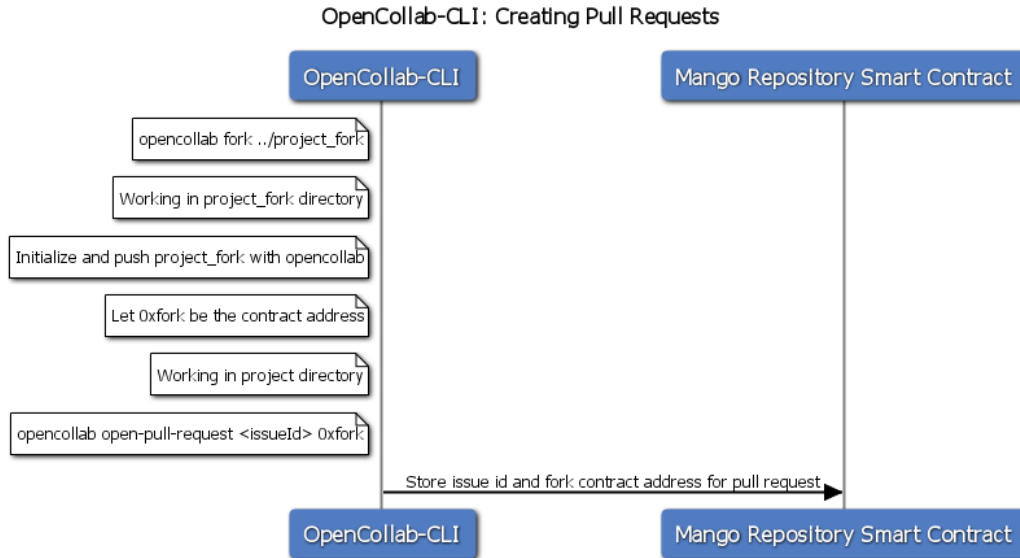 OpenCollab-CLI: Creating Pull Requests
OpenCollab-CLI
Mango Repository Smart Contract
opencollab fork ../project_fork
Working in project_fork directory
Initialize and push project_fork with opencollab
Let 0xfork be the contract address
Working in project directory
opencollab open-pull-request <issueId> 0xfork
Store issue id and fork contract address for pull request
OpenCollab-CLI
Mango Repository Smart Contract